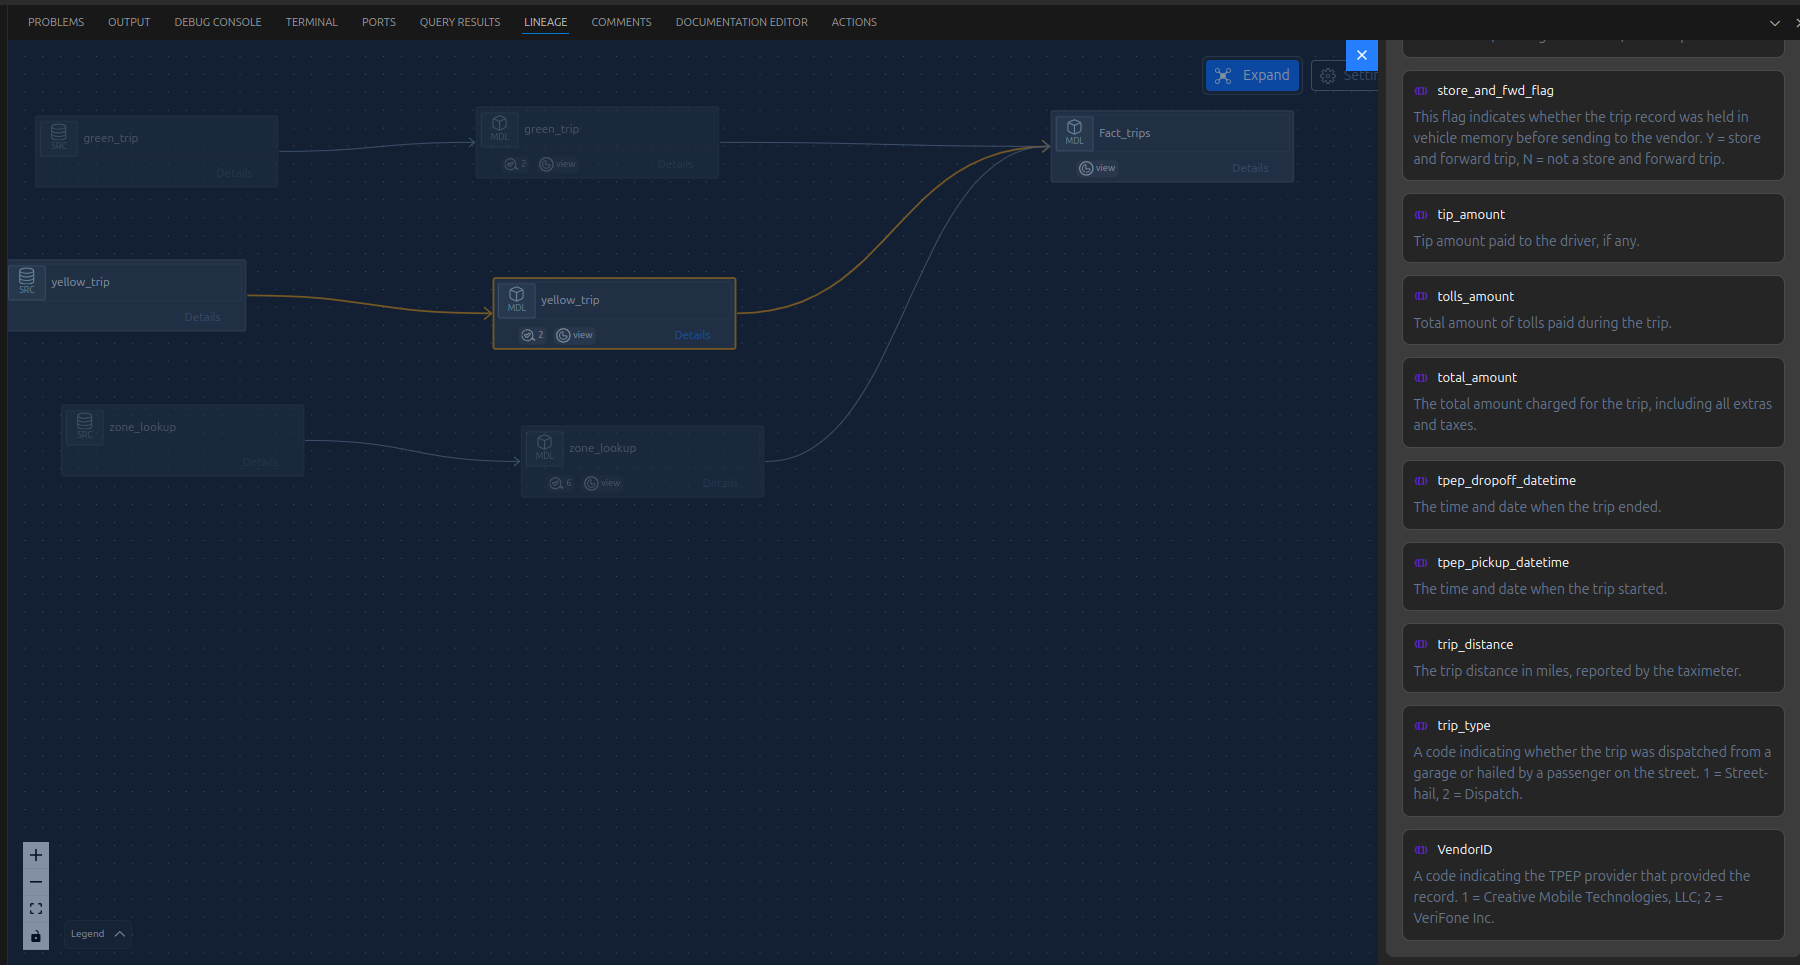 PROBLEMS OUTPUT DEBUG CONSOLE TERMINAL PORTS QUERY RESULTS LINEAGE COMMENTS DOCUMENTATION EDITOR ACTIONS
Expand
green_trip
SRC
Details
green_trip
MDL
2 view
Details
Fact_trips
MDL
view
Details
yellow_trip
SRC
Details
yellow_trip
MDL
2 view
Details
zone_lookup
SRC
Details
zone_lookup
MDL
6 view
Details
Legend
store_and_fwd_flag
This flag indicates whether the trip record was held in
vehicle memory before sending to the vendor. Y = store
and forward trip, N = not a store and forward trip.
tip_amount
Tip amount paid to the driver, if any.
tolls_amount
Total amount of tolls paid during the trip.
total_amount
The total amount charged for the trip, including all extras
and taxes.
tpep_dropoff_datetime
The time and date when the trip ended.
tpep_pickup_datetime
The time and date when the trip started.
trip_distance
The trip distance in miles, reported by the taximeter.
trip_type
A code indicating whether the trip was dispatched from a
garage or hailed by a passenger on the street. 1 = Street-
hail, 2 = Dispatch.
VendorID
A code indicating the TPEP provider that provided the
record. 1 = Creative Mobile Technologies, LLC; 2 =
VeriFone Inc.